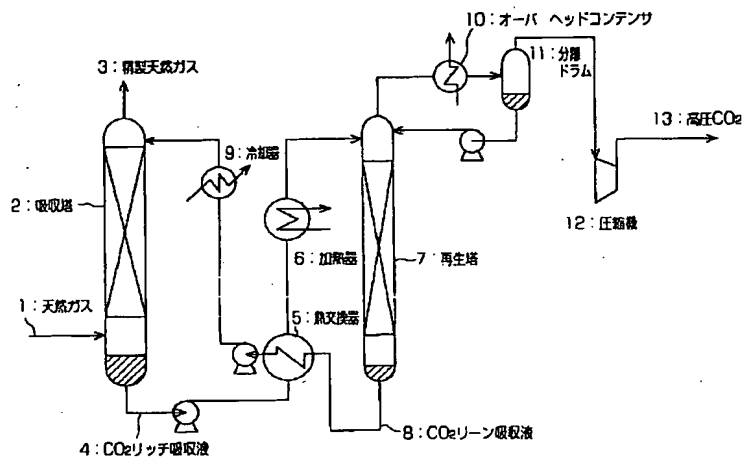 10：オーバ ヘッドコンデンサ
11：分離
ドラム
3：精製天然ガス
13：高圧CO₂
9：冷却器
2：吸収塔
12：圧縮機
6：加熱器
7：再生塔
1：天然ガス
5：熱交換器
8：CO₂リーン吸収液
4：CO₂リッチ吸収液